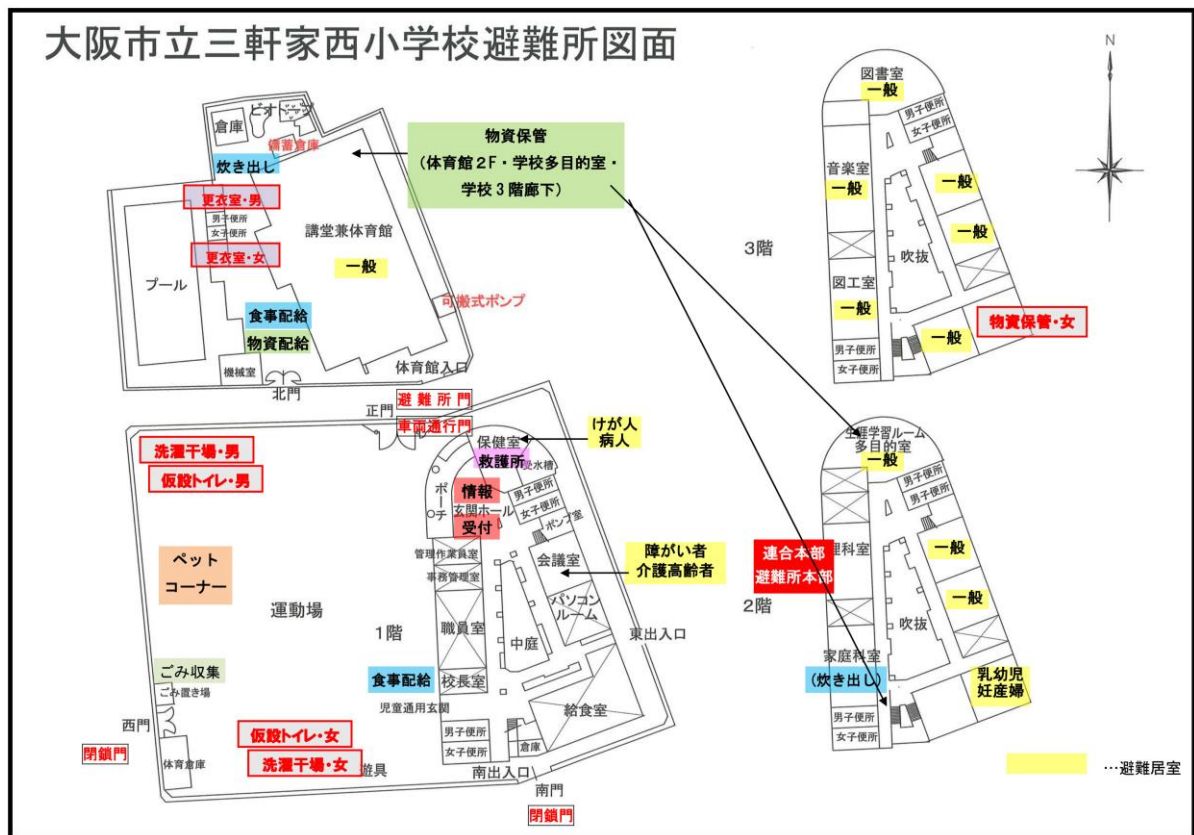 大阪市立三軒家西小学校避難所図面
N
倉庫
ビオトープ
備蓄倉庫
炊き出し
更衣室・男
男子便所
女子便所
更衣室・女
プール
講堂兼体育館
一般
可搬式ポンプ
食事配給
物資配給
機械室
体育館入口
北門
物資保管
(体育館2F・学校多目的室・
学校3階廊下)
図書室
一般
男子便所
女子便所
音楽室
一般
一般
一般
吹抜
3階
図工室
一般
物資保管・女
一般
男子便所
女子便所
正門
避難所門
車両通行門
洗濯干場・男
仮設トイレ・男
保健室
救護所
受水槽
けが人
病人
ポーチ
情報
玄関ホール
受付
男子便所
女子便所
ポンプ室
管理作業員室
事務管理室
会議室
障がい者
介護高齢者
ペット
コーナー
運動場
1階
職員室
パソコン
ルーム
中庭
東出入口
ごみ収集
ごみ置き場
食事配給
校長室
児童通用玄関
給食室
西門
閉鎖門
体育倉庫
仮設トイレ・女
洗濯干場・女
遊具
男子便所
女子便所
倉庫
南出入口
南門
閉鎖門
生涯学習ルーム
多目的室
一般
男子便所
男子便所
連合本部
避難所本部
理科室
一般
一般
2階
吹抜
家庭科室
(炊き出し)
乳幼児
妊産婦
男子便所
女子便所
…避難居室